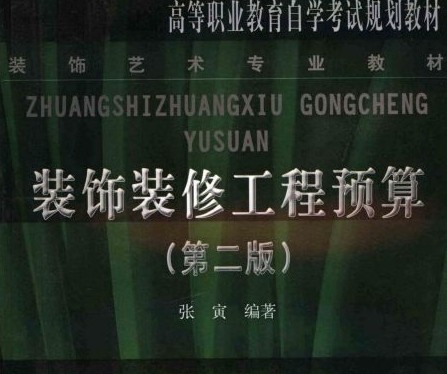 高等职业教育自学考试规划教材
装饰艺术专业教材
ZHUANGSHIZHUANGXIU GONGCHENG
YUSUAN
装饰装修工程预算
(第二版)
张 寅 编著